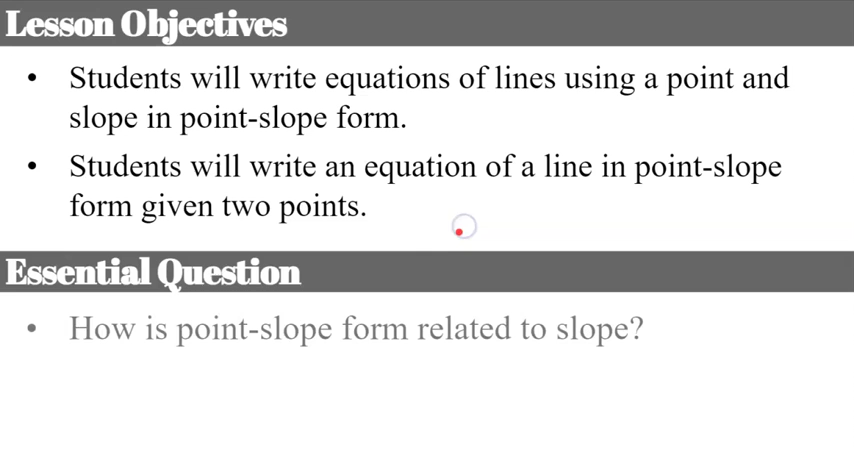 Lesson Objectives
• Students will write equations of lines using a point and
slope in point-slope form.
• Students will write an equation of a line in point-slope
form given two points.
Essential Question
• How is point-slope form related to slope?